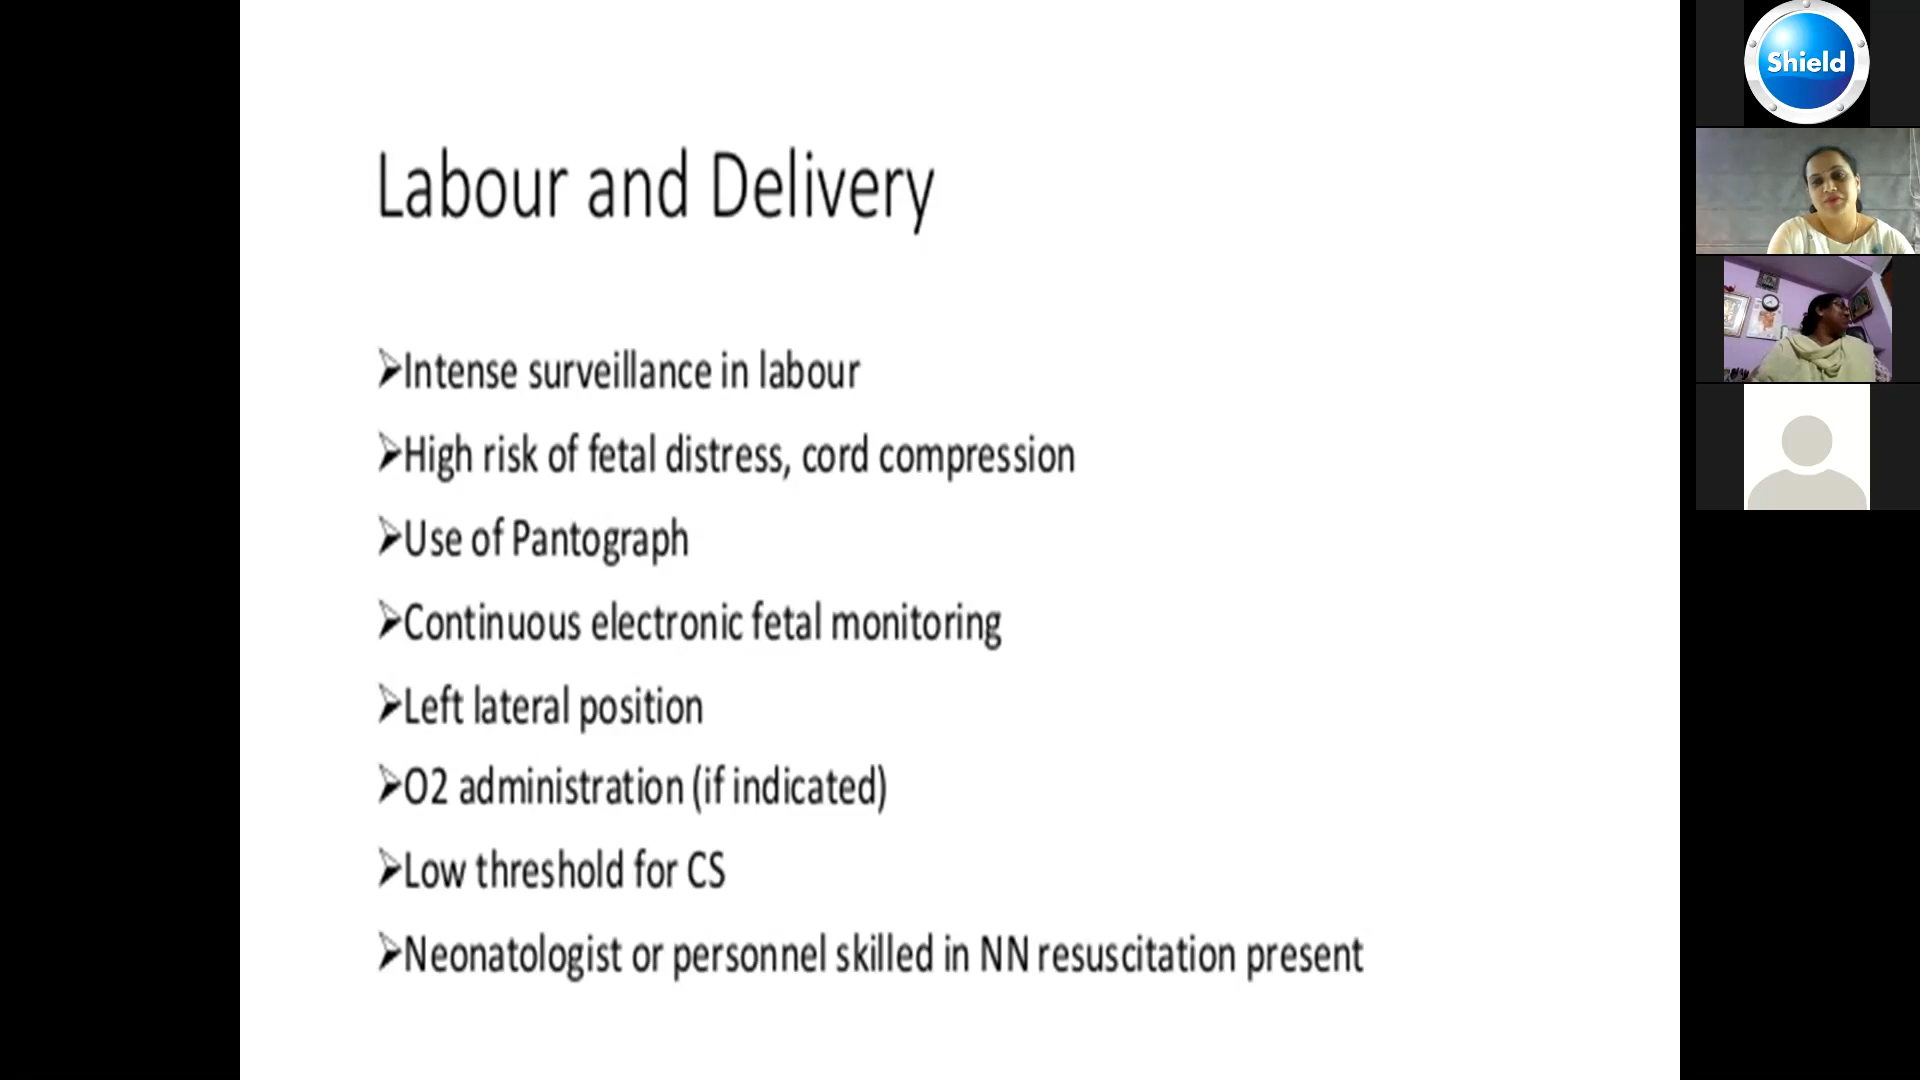 Labour and Delivery
➢Intense surveillance in labour
➢High risk of fetal distress, cord compression
➢Use of Pantograph
➢Continuous electronic fetal monitoring
➢Left lateral position
➢O2 administration (if indicated)
➢Low threshold for CS
➢Neonatologist or personnel skilled in NN resuscitation present
Shield